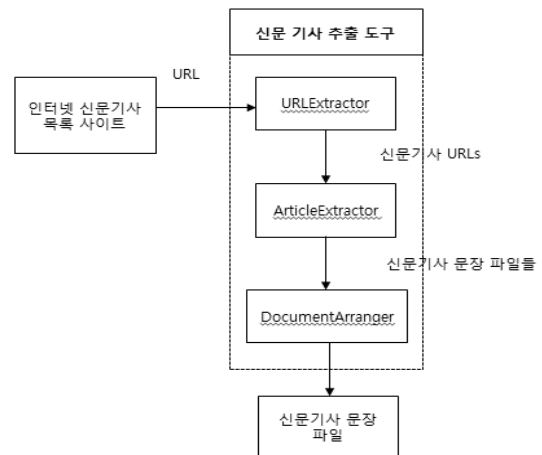 신문 기사 추출 도구
URL
인터넷 신문기사
목록 사이트
URLExtractor
신문기사 URLs
ArticleExtractor
신문기사 문장 파일들
DocumentArranger
신문기사 문장
파일